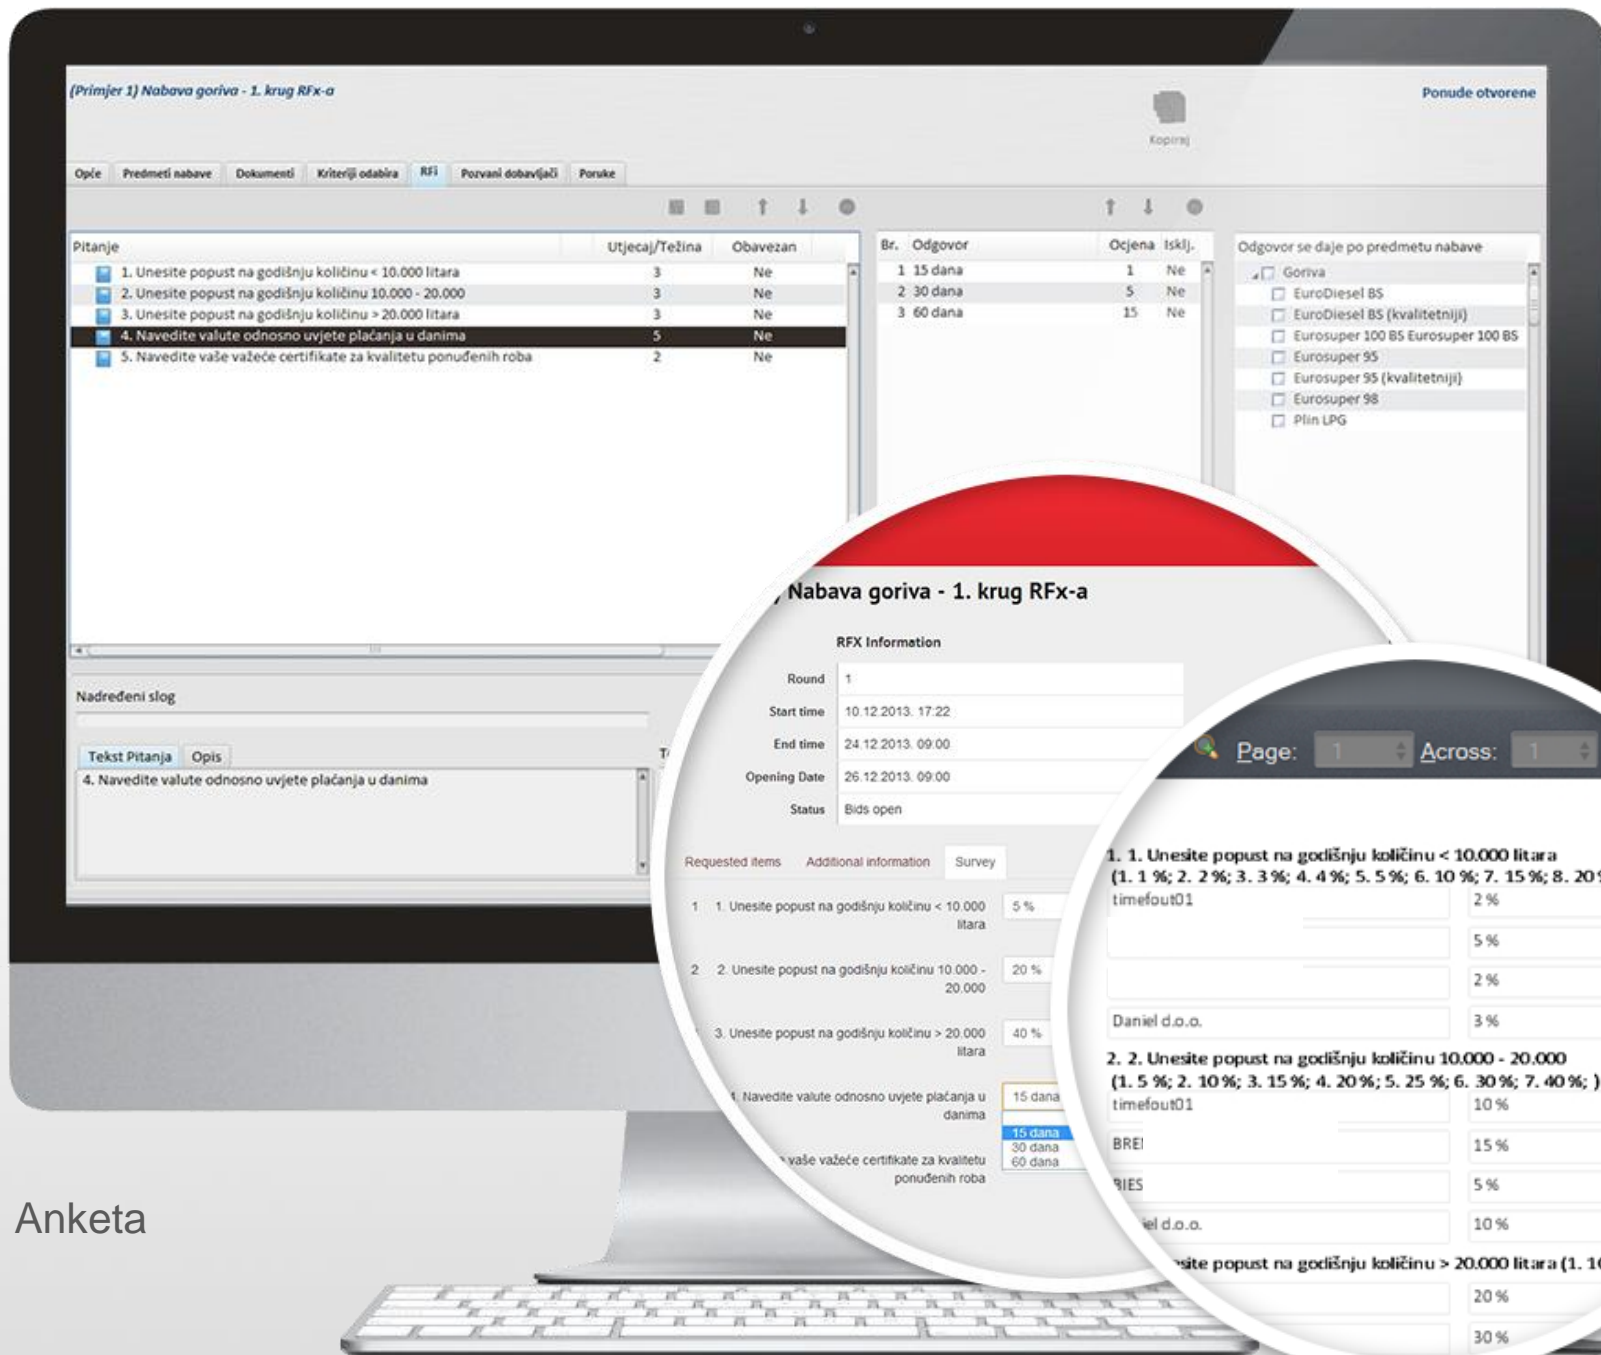 (Primjer 1) Nabava goriva - 1. krug RFx-a
Ponude otvorene
Kopiraj
Opće Predmeti nabave Dokumenti Kriteriji odabira RFi Pozvani dobavljači Poruke
Pitanje Utjecaj/Težina Obavezan
1. Unesite popust na godišnju količinu < 10.000 litara 3 Ne
2. Unesite popust na godišnju količinu 10.000 - 20.000 3 Ne
3. Unesite popust na godišnju količinu > 20.000 litara 3 Ne
4. Navedite valute odnosno uvjete plaćanja u danima 5 Ne
5. Navedite vaše važeće certifikate za kvalitetu ponuđenih roba 2 Ne
Br. Odgovor Ocjena Isklj.
1 15 dana 1 Ne
2 30 dana 5 Ne
3 60 dana 15 Ne
Odgovor se daje po predmetu nabave
Goriva
EuroDiesel BS
EuroDiesel BS (kvalitetniji)
Eurosuper 100 BS Eurosuper 100 BS
Eurosuper 95
Eurosuper 95 (kvalitetniji)
Eurosuper 98
Plin LPG
Nadređeni slog
Tekst Pitanja Opis
4. Navedite valute odnosno uvjete plaćanja u danima
) Nabava goriva - 1. krug RFx-a
RFX Information
Round 1
Start time 10.12.2013. 17:22
End time 24.12.2013. 09:00
Opening Date 26.12.2013. 09:00
Status Bids open
Requested items Additional information Survey
1 1. Unesite popust na godišnju količinu < 10.000 5 %
litara
2 2. Unesite popust na godišnju količinu 10.000 - 20 %
20.000
3. Unesite popust na godišnju količinu > 20.000 40 %
litara
4. Navedite valute odnosno uvjete plaćanja u 15 dana
danima
15 dana
30 dana
60 dana
vaše važeće certifikate za kvalitetu
ponuđenih roba
Page: 1 Across: 1
1. 1. Unesite popust na godišnju količinu < 10.000 litara
(1. 1 %; 2. 2 %; 3. 3 %; 4. 4 %; 5. 5 %; 6. 10 %; 7. 15 %; 8. 20 %
timefout01 2 %
5 %
2 %
Daniel d.o.o. 3 %
2. 2. Unesite popust na godišnju količinu 10.000 - 20.000
(1. 5 %; 2. 10 %; 3. 15 %; 4. 20 %; 5. 25 %; 6. 30 %; 7. 40 %; )
timefout01 10 %
BRE 15 %
BIES 5 %
iel d.o.o. 10 %
site popust na godišnju količinu > 20.000 litara (1. 10
20 %
30 %
Anketa